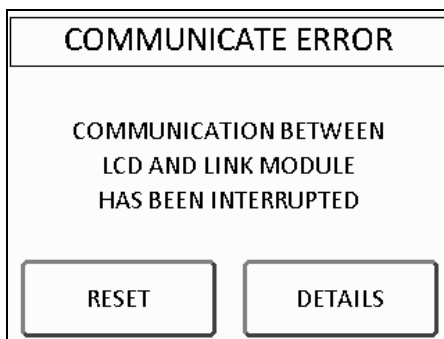 COMMUNICATE ERROR
COMMUNICATION BETWEEN
LCD AND LINK MODULE
HAS BEEN INTERRUPTED
RESET
DETAILS